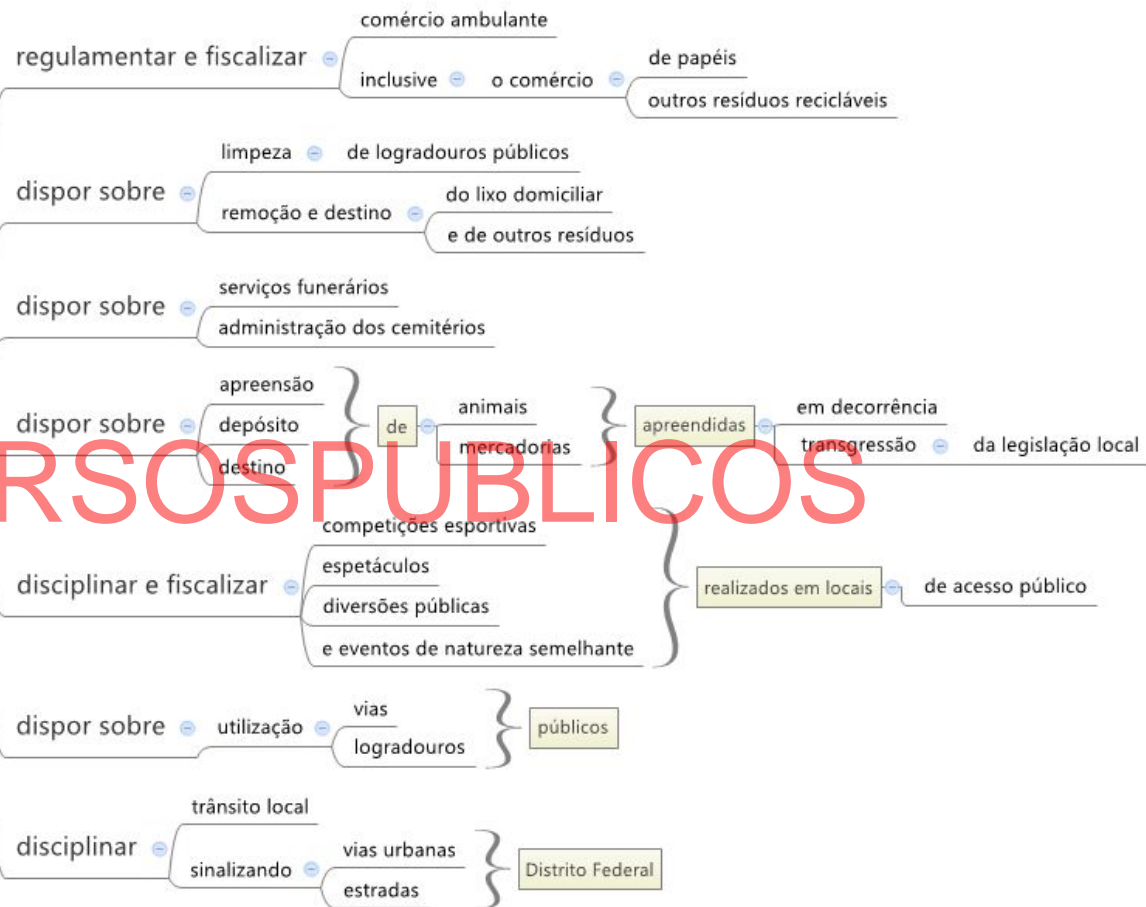 comércio ambulante
regulamentar e fiscalizar
inclusive o comércio
de papéis
outros resíduos recicláveis
limpeza de logradouros públicos
dispor sobre
remoção e destino
do lixo domiciliar
e de outros resíduos
serviços funerários
dispor sobre
administração dos cemitérios
apreensão
dispor sobre
depósito
destino
de
animais
mercadorias
apreendidas
em decorrência
transgressão da legislação local
RSOSPUBLICOS
competições esportivas
espetáculos
disciplinar e fiscalizar
diversões públicas
e eventos de natureza semelhante
realizados em locais de acesso público
dispor sobre utilização
vias
logradouros
públicos
trânsito local
disciplinar
sinalizando
vias urbanas
estradas
Distrito Federal